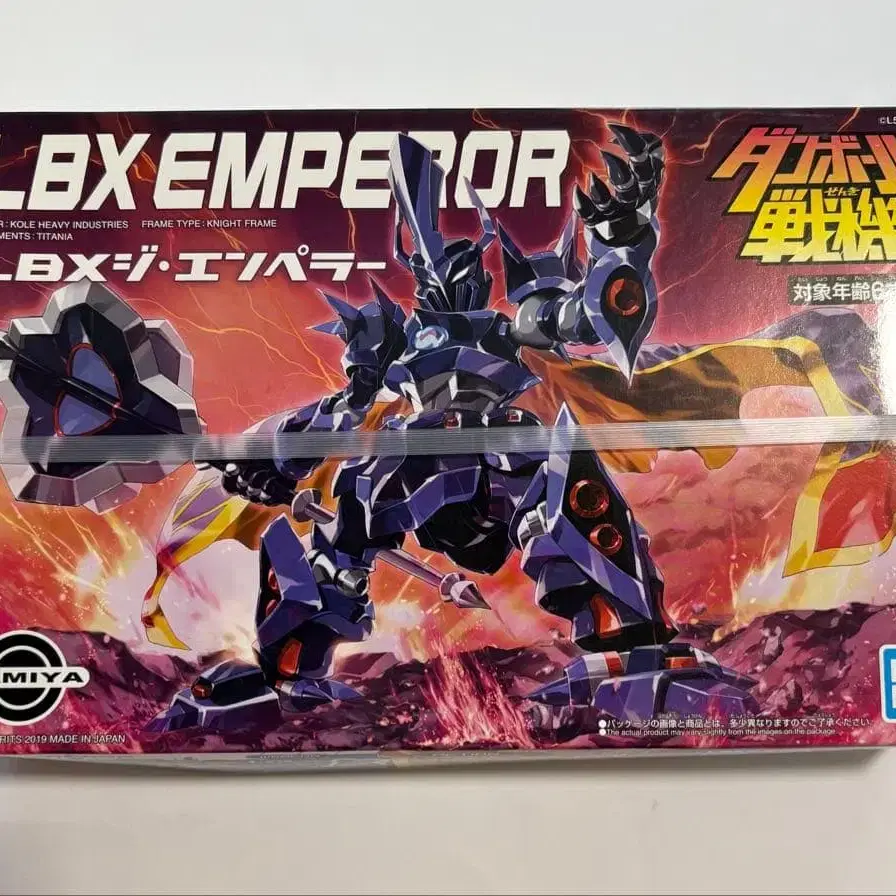 LBX EMPEROR
R : KOLE HEAVY INDUSTRIES FRAME TYPE : KNIGHT FRAME
MENTS : TITANIA
LBXジ・エンペラー
©L5
ダンボール
せんき
戦機
対象年齢6
MIYA
RITS 2019 MADE IN JAPAN
●パッケージの画像と商品とは、多少異なりますのでご了承ください。
●The actual product may vary slightly from the images on the package.